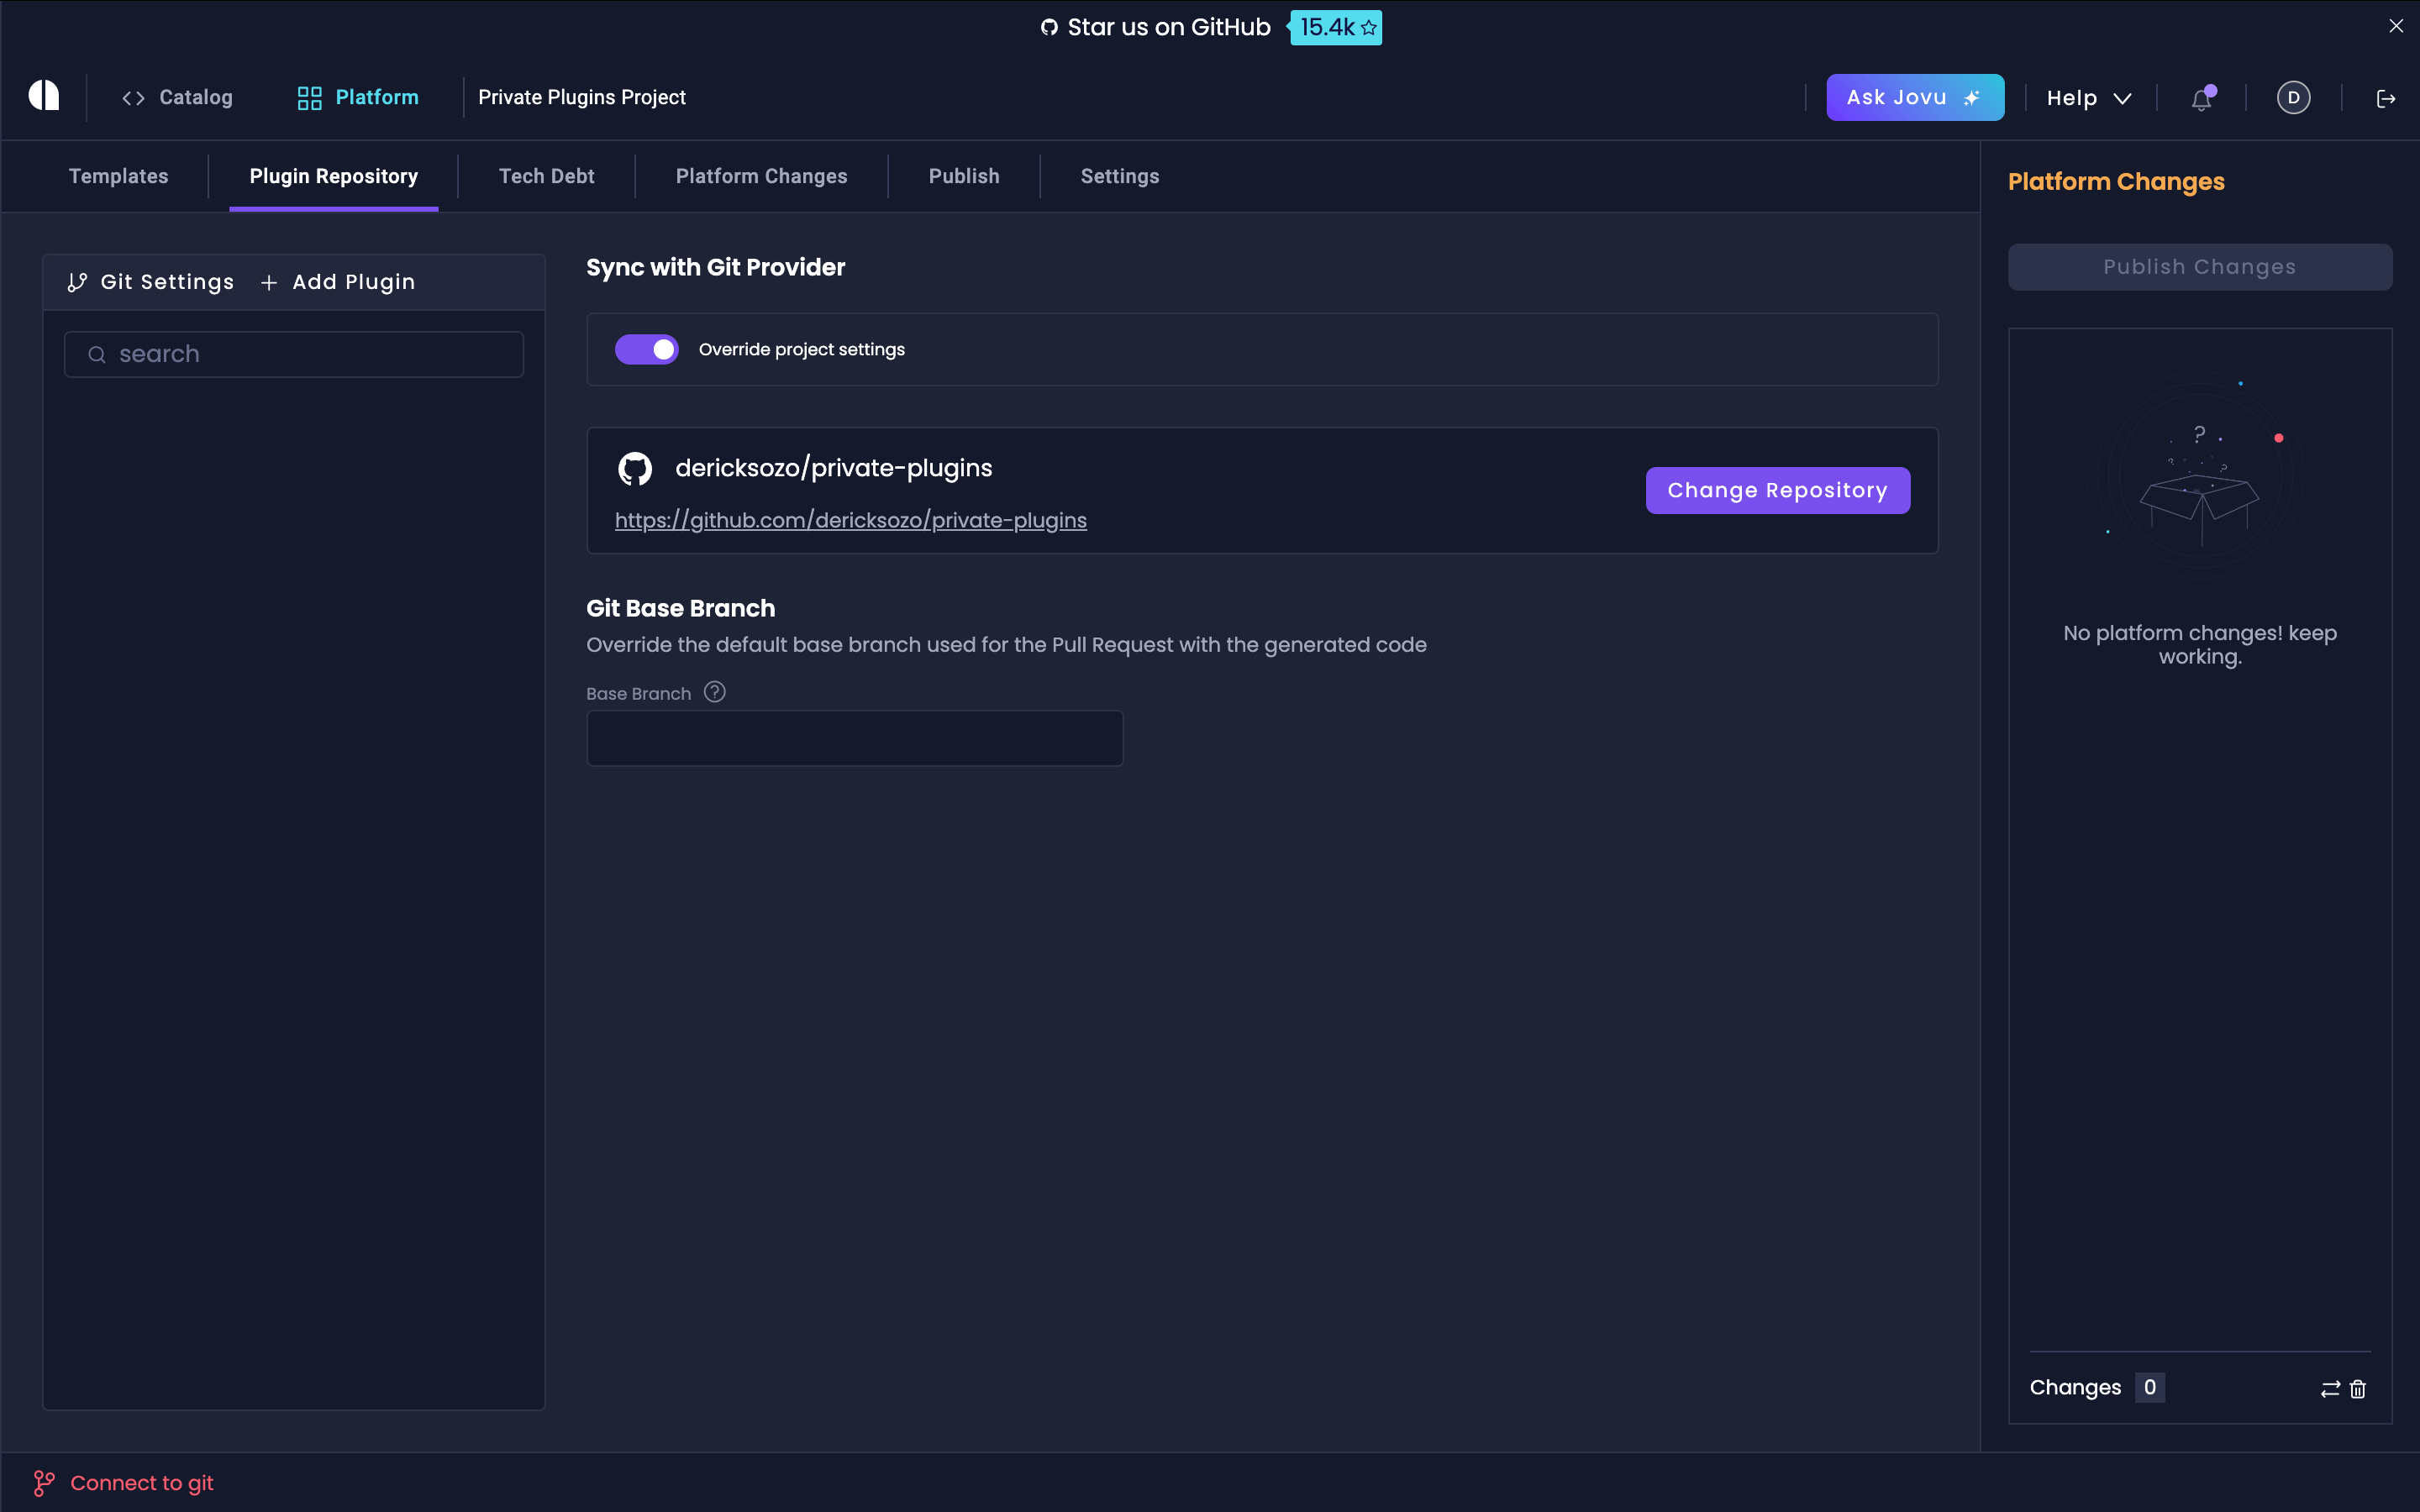 Star us on GitHub 15.4k
Catalog Platform Private Plugins Project Ask Jovu Help D
Templates Plugin Repository Tech Debt Platform Changes Publish Settings
Git Settings + Add Plugin
search
Sync with Git Provider
Override project settings
dericksozo/private-plugins
https://github.com/dericksozo/private-plugins
Change Repository
Git Base Branch
Override the default base branch used for the Pull Request with the generated code
Base Branch ?
Platform Changes
Publish Changes
No platform changes! keep
working.
Changes 0
Connect to git